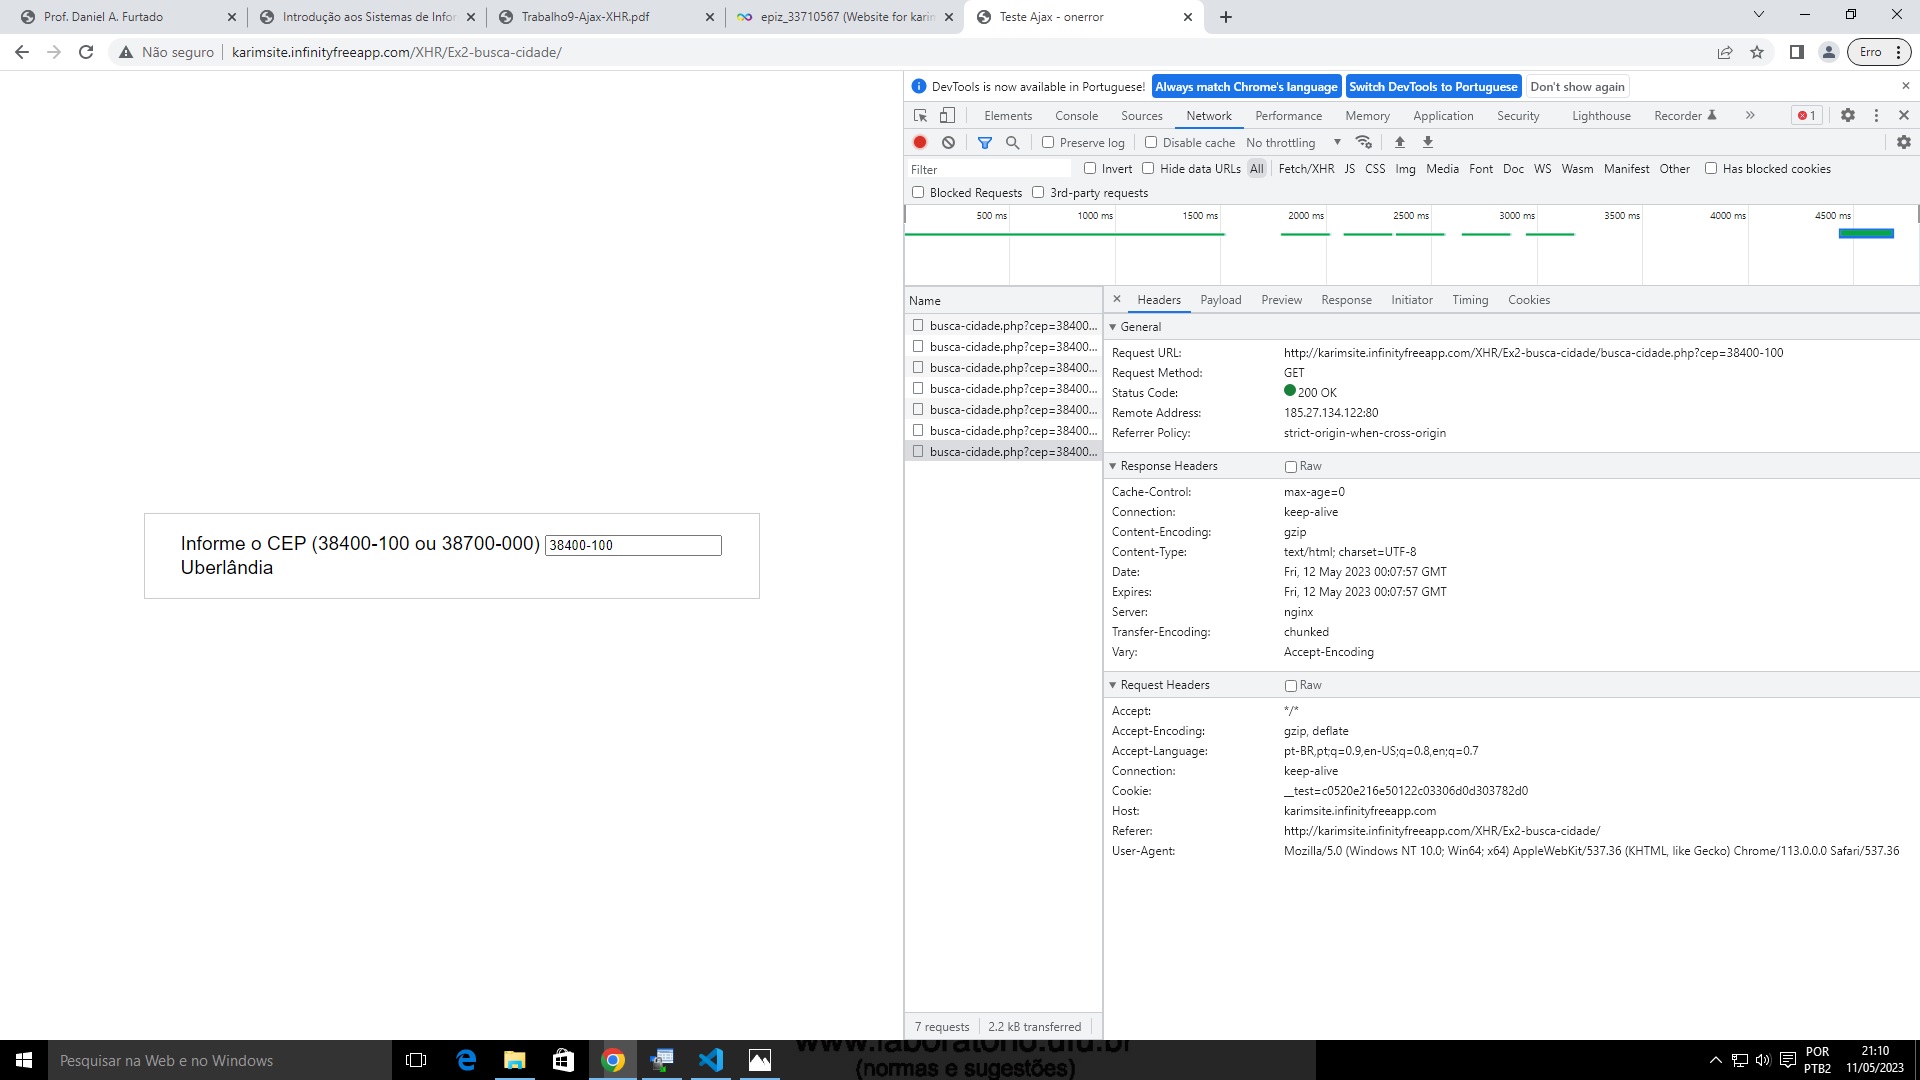 Prof. Daniel A. Furtado
Introdução aos Sistemas de Infor
Trabalho9-Ajax-XHR.pdf
epiz_33710567 (Website for karim
Teste Ajax - onerror
Não seguro karimsite.infinityfreeapp.com/XHR/Ex2-busca-cidade/
Erro
DevTools is now available in Portuguese! Always match Chrome's language Switch DevTools to Portuguese Don't show again
Elements Console Sources Network Performance Memory Application Security Lighthouse Recorder 1
Preserve log Disable cache No throttling
Filter Invert Hide data URLs All Fetch/XHR JS CSS Img Media Font Doc WS Wasm Manifest Other Has blocked cookies
Blocked Requests 3rd-party requests
500 ms 1000 ms 1500 ms 2000 ms 2500 ms 3000 ms 3500 ms 4000 ms 4500 ms
Informe o CEP (38400-100 ou 38700-000) 38400-100
Uberlândia
Name
busca-cidade.php?cep=38400...
busca-cidade.php?cep=38400...
busca-cidade.php?cep=38400...
busca-cidade.php?cep=38400...
busca-cidade.php?cep=38400...
busca-cidade.php?cep=38400...
busca-cidade.php?cep=38400...
7 requests 2.2 kB transferred
Headers Payload Preview Response Initiator Timing Cookies
General
Request URL: http://karimsite.infinityfreeapp.com/XHR/Ex2-busca-cidade/busca-cidade.php?cep=38400-100
Request Method: GET
Status Code: 200 OK
Remote Address: 185.27.134.122:80
Referrer Policy: strict-origin-when-cross-origin
Response Headers Raw
Cache-Control: max-age=0
Connection: keep-alive
Content-Encoding: gzip
Content-Type: text/html; charset=UTF-8
Date: Fri, 12 May 2023 00:07:57 GMT
Expires: Fri, 12 May 2023 00:07:57 GMT
Server: nginx
Transfer-Encoding: chunked
Vary: Accept-Encoding
Request Headers Raw
Accept: */*
Accept-Encoding: gzip, deflate
Accept-Language: pt-BR,pt;q=0.9,en-US;q=0.8,en;q=0.7
Connection: keep-alive
Cookie: __test=c0520e216e50122c03306d0d303782d0
Host: karimsite.infinityfreeapp.com
Referer: http://karimsite.infinityfreeapp.com/XHR/Ex2-busca-cidade/
User-Agent: Mozilla/5.0 (Windows NT 10.0; Win64; x64) AppleWebKit/537.36 (KHTML, like Gecko) Chrome/113.0.0.0 Safari/537.36
Pesquisar na Web e no Windows
(normas e sugestões)
POR
PTB2
21:10
11/05/2023